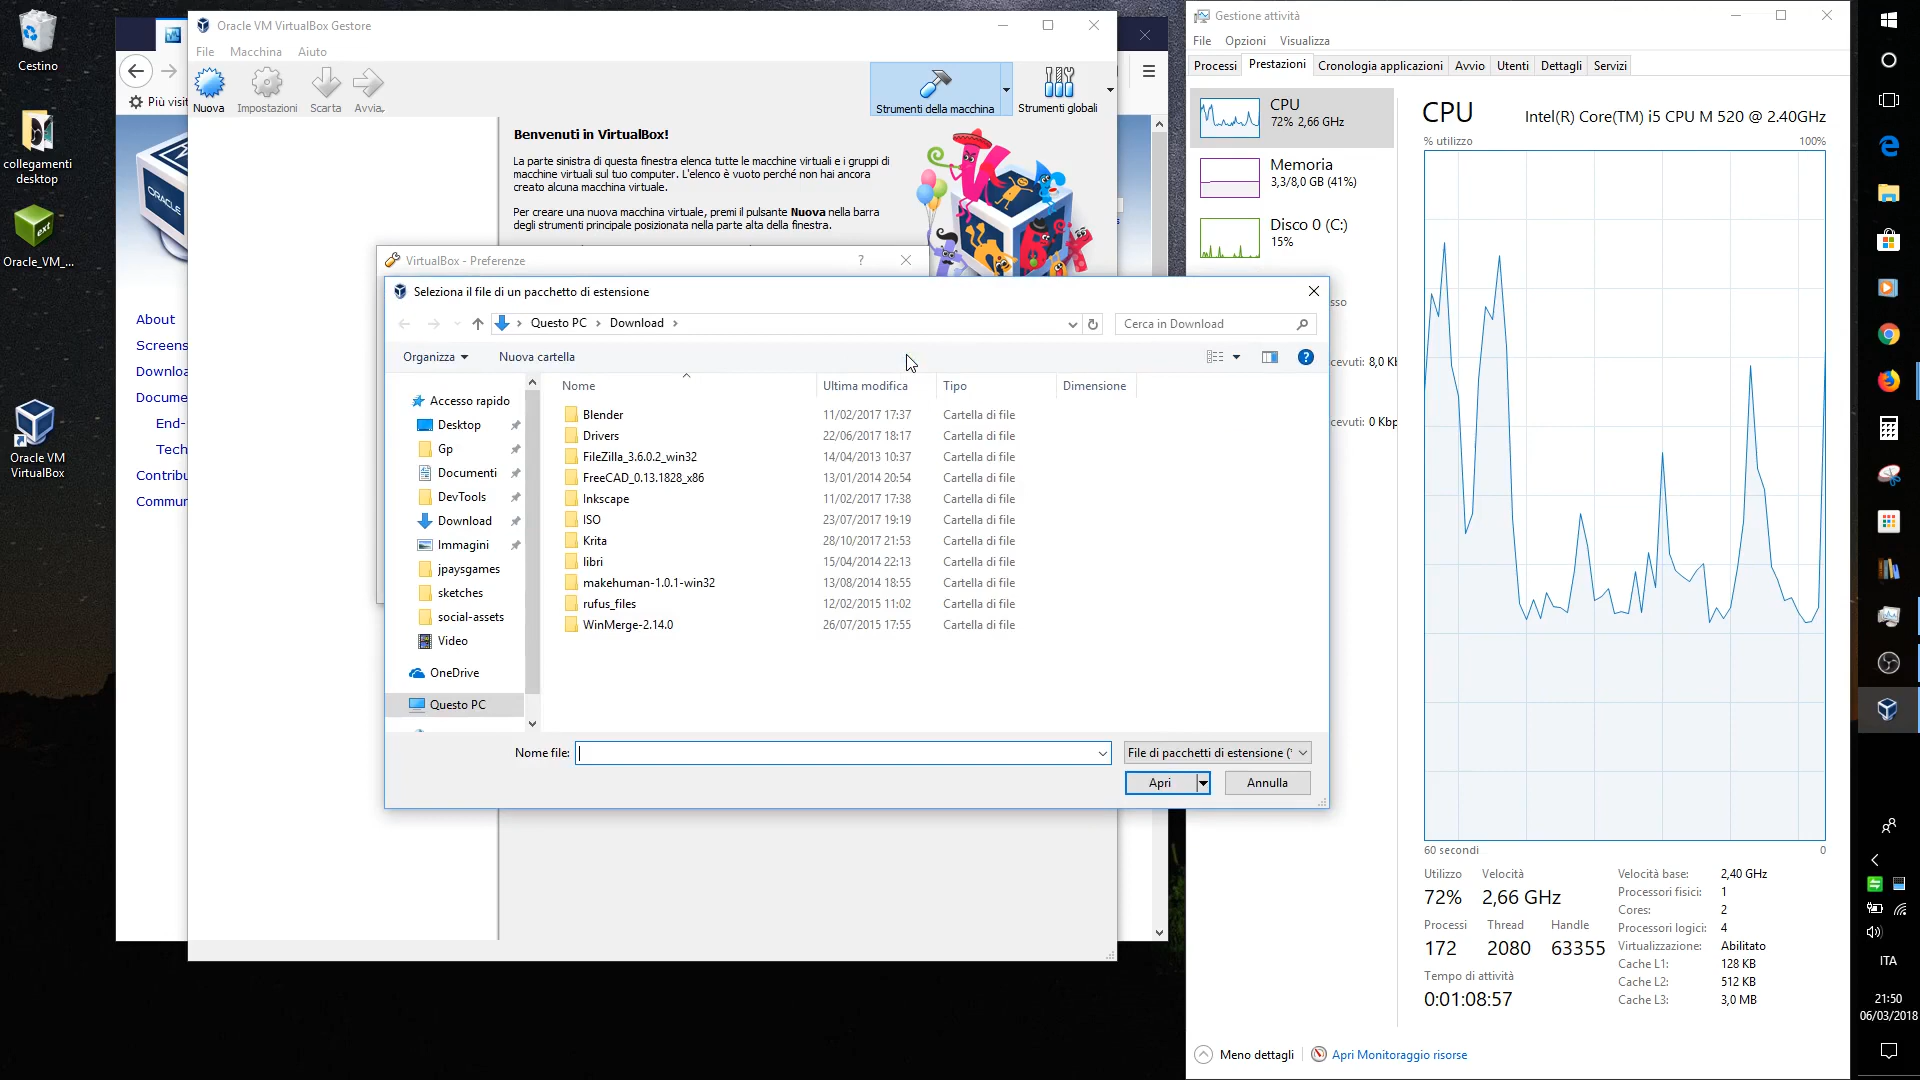 Cestino
collegamenti
desktop
Oracle_VM_...
Oracle VM
VirtualBox
Più visit
ORACLE
About
Screens
Downloa
Docume
End-
Tech
Contribu
Commun
Oracle VM VirtualBox Gestore
File Macchina Aiuto
Nuova Impostazioni Scarta Avvia
Strumenti della macchina Strumenti globali
Benvenuti in VirtualBox!
La parte sinistra di questa finestra elenca tutte le macchine virtuali e i gruppi di
macchine virtuali sul tuo computer. L'elenco è vuoto perché non hai ancora
creato alcuna macchina virtuale.
Per creare una nuova macchina virtuale, premi il pulsante Nuova nella barra
degli strumenti principale posizionata nella parte alta della finestra.
VirtualBox - Preferenze ?
Seleziona il file di un pacchetto di estensione
Questo PC Download
Cerca in Download
Organizza Nuova cartella
Accesso rapido
Desktop
Gp
Documenti
DevTools
Download
Immagini
jpaysgames
sketches
social-assets
Video
OneDrive
Questo PC
Nome Ultima modifica Tipo Dimensione
Blender 11/02/2017 17:37 Cartella di file
Drivers 22/06/2017 18:17 Cartella di file
FileZilla_3.6.0.2_win32 14/04/2013 10:37 Cartella di file
FreeCAD_0.13.1828_x86 13/01/2014 20:54 Cartella di file
Inkscape 11/02/2017 17:38 Cartella di file
ISO 23/07/2017 19:19 Cartella di file
Krita 28/10/2017 21:53 Cartella di file
libri 15/04/2014 22:13 Cartella di file
makehuman-1.0.1-win32 13/08/2014 18:55 Cartella di file
rufus_files 12/02/2015 11:02 Cartella di file
WinMerge-2.14.0 26/07/2015 17:55 Cartella di file
Nome file:
File di pacchetti di estensione (*
Apri Annulla
Gestione attività
File Opzioni Visualizza
Processi Prestazioni Cronologia applicazioni Avvio Utenti Dettagli Servizi
CPU
72% 2,66 GHz
Memoria
3,3/8,0 GB (41%)
Disco 0 (C:)
15%
sso
cevuti: 8,0 Kb
cevuti: 0 Kbp
CPU Intel(R) Core(TM) i5 CPU M 520 @ 2.40GHz
% utilizzo 100%
60 secondi 0
Utilizzo Velocità
72% 2,66 GHz
Processi Thread Handle
172 2080 63355
Tempo di attività
0:01:08:57
Velocità base: 2,40 GHz
Processori fisici: 1
Cores: 2
Processori logici: 4
Virtualizzazione: Abilitato
Cache L1: 128 KB
Cache L2: 512 KB
Cache L3: 3,0 MB
Meno dettagli Apri Monitoraggio risorse
ITA
21:50
06/03/2018